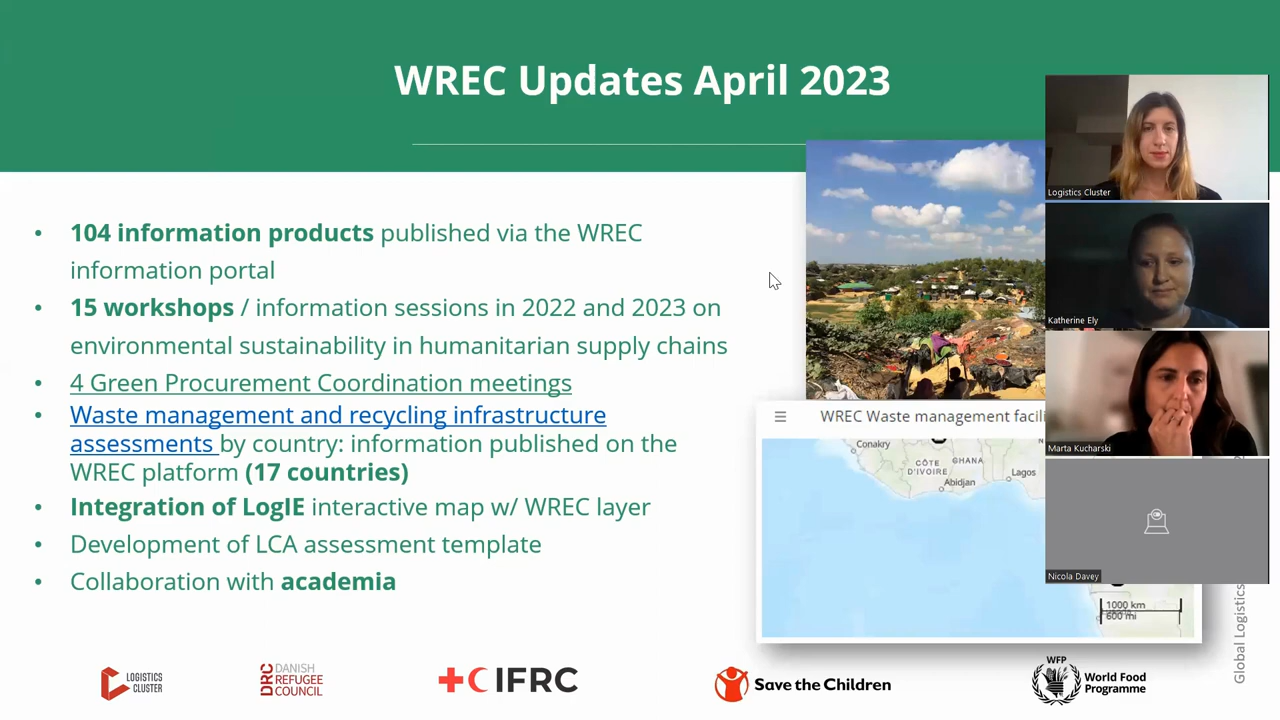 WREC Updates April 2023
• 104 information products published via the WREC
information portal
• 15 workshops / information sessions in 2022 and 2023 on
environmental sustainability in humanitarian supply chains
• 4 Green Procurement Coordination meetings
• Waste management and recycling infrastructure
assessments by country: information published on the
WREC platform (17 countries)
• Integration of LogIE interactive map w/ WREC layer
• Development of LCA assessment template
• Collaboration with academia
Logistics Cluster
Katherine Ely
Marta Kucharski
Nicola Davey
WREC Waste management facili
Conakry
CÔTE
D'IVOIRE
GHANA
Abidjan
Lagos
1000 km
600 mi
Global Logistics
LOGISTICS
CLUSTER
DRC
DANISH
REFUGEE
COUNCIL
IFRC
Save the Children
WFP
World Food
Programme